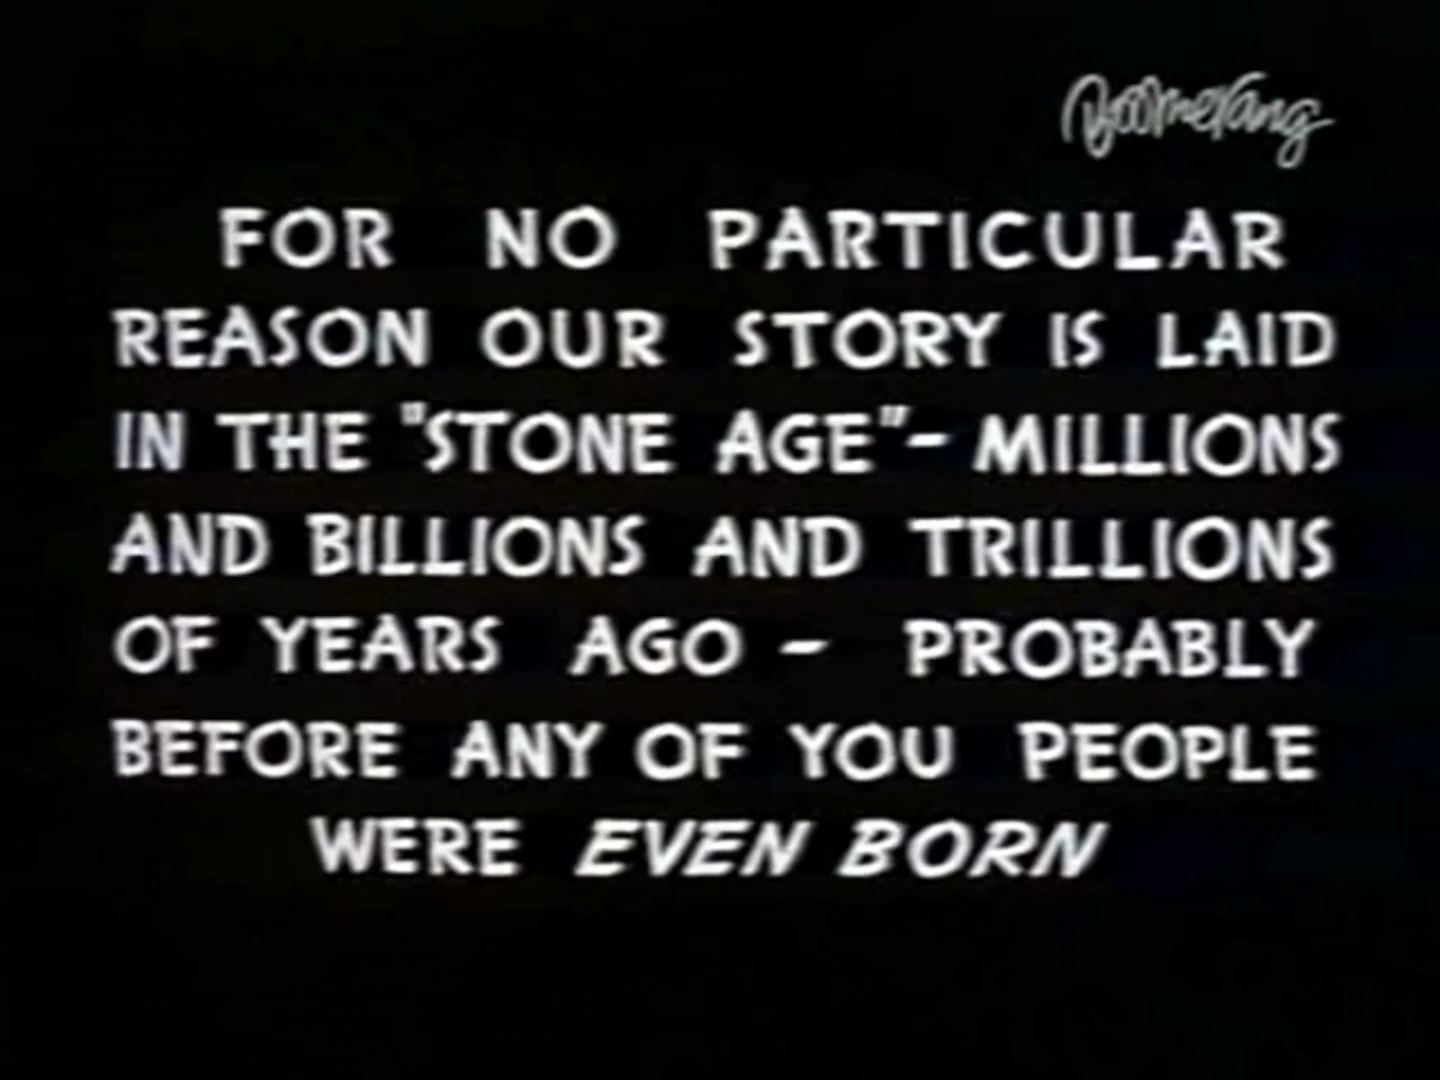 Boomerang
FOR NO PARTICULAR
REASON OUR STORY IS LAID
IN THE "STONE AGE"- MILLIONS
AND BILLIONS AND TRILLIONS
OF YEARS AGO - PROBABLY
BEFORE ANY OF YOU PEOPLE
WERE EVEN BORN